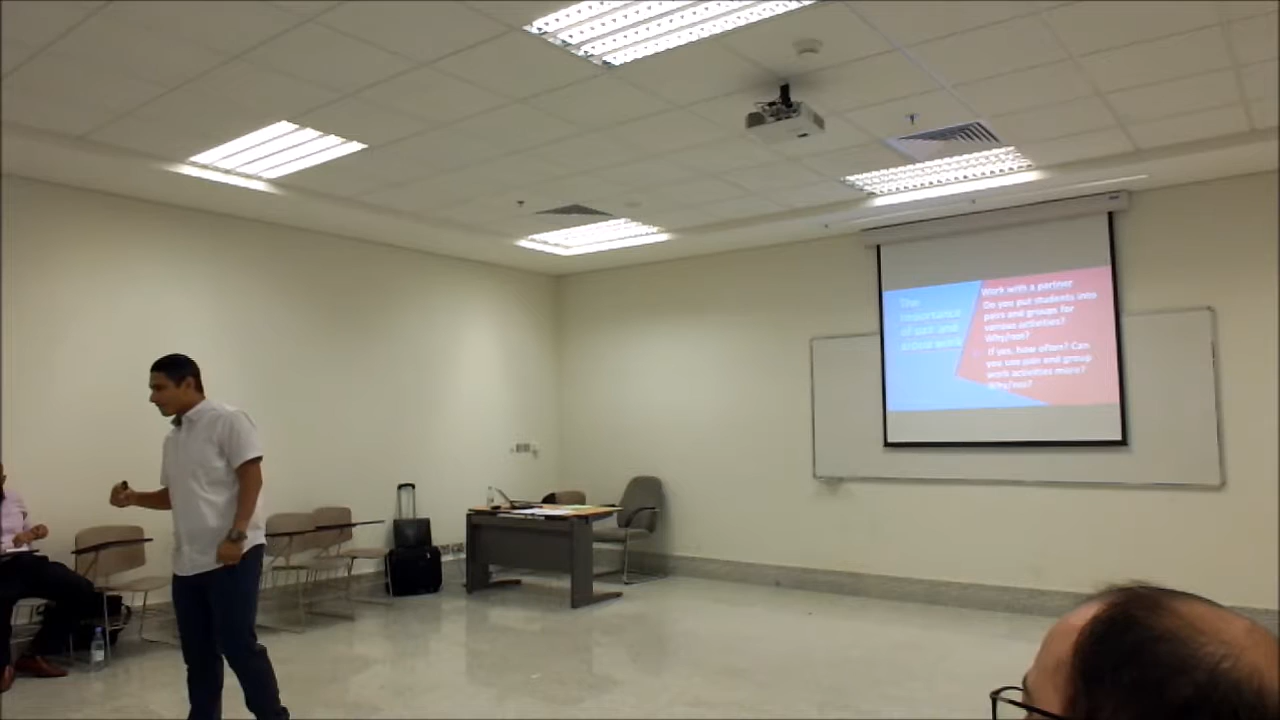 The
importance
of pair and
group work
Work with a partner
Do you put students into
pairs and groups for
various activities?
Why/not?
If yes, how often? Can
you use pair and group
work activities more?
Why/not?